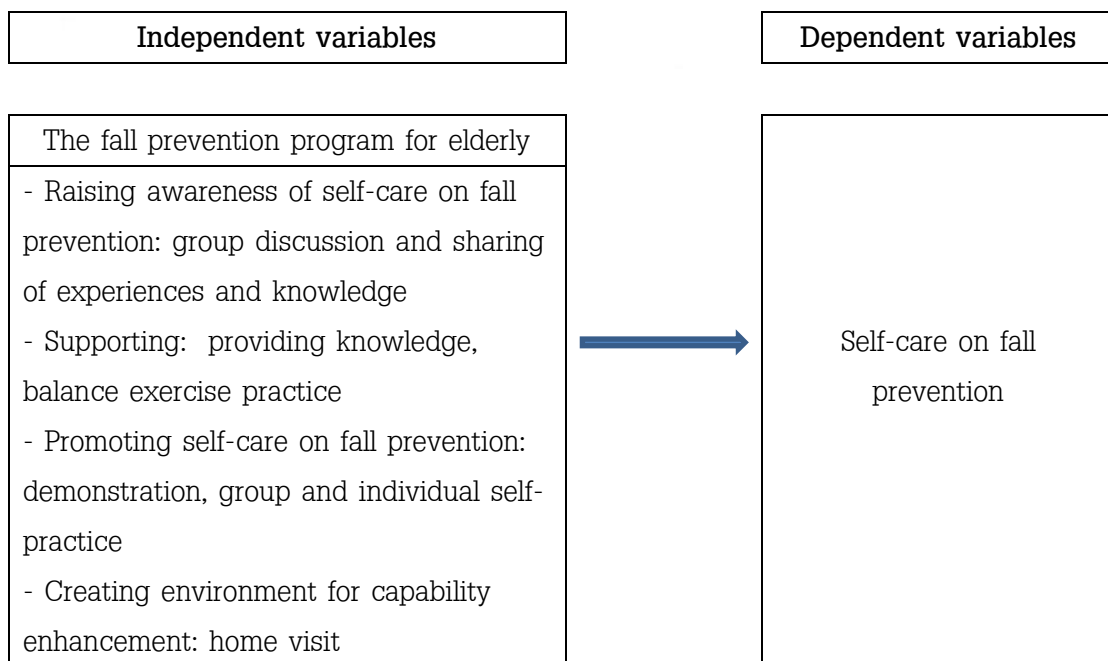 Independent variables
Dependent variables
The fall prevention program for elderly
- Raising awareness of self-care on fall
prevention: group discussion and sharing
of experiences and knowledge
- Supporting:  providing knowledge,
balance exercise practice
- Promoting self-care on fall prevention:
demonstration, group and individual self-
practice
- Creating environment for capability
enhancement: home visit
Self-care on fall
prevention